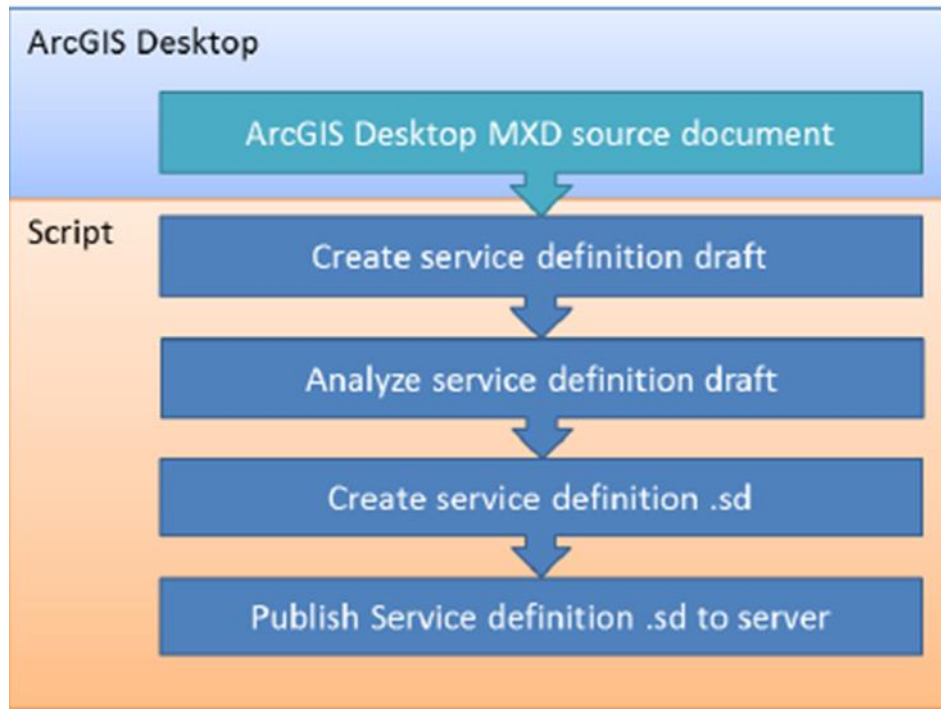 ArcGIS Desktop
ArcGIS Desktop MXD source document
Script
Create service definition draft
Analyze service definition draft
Create service definition .sd
Publish Service definition .sd to server